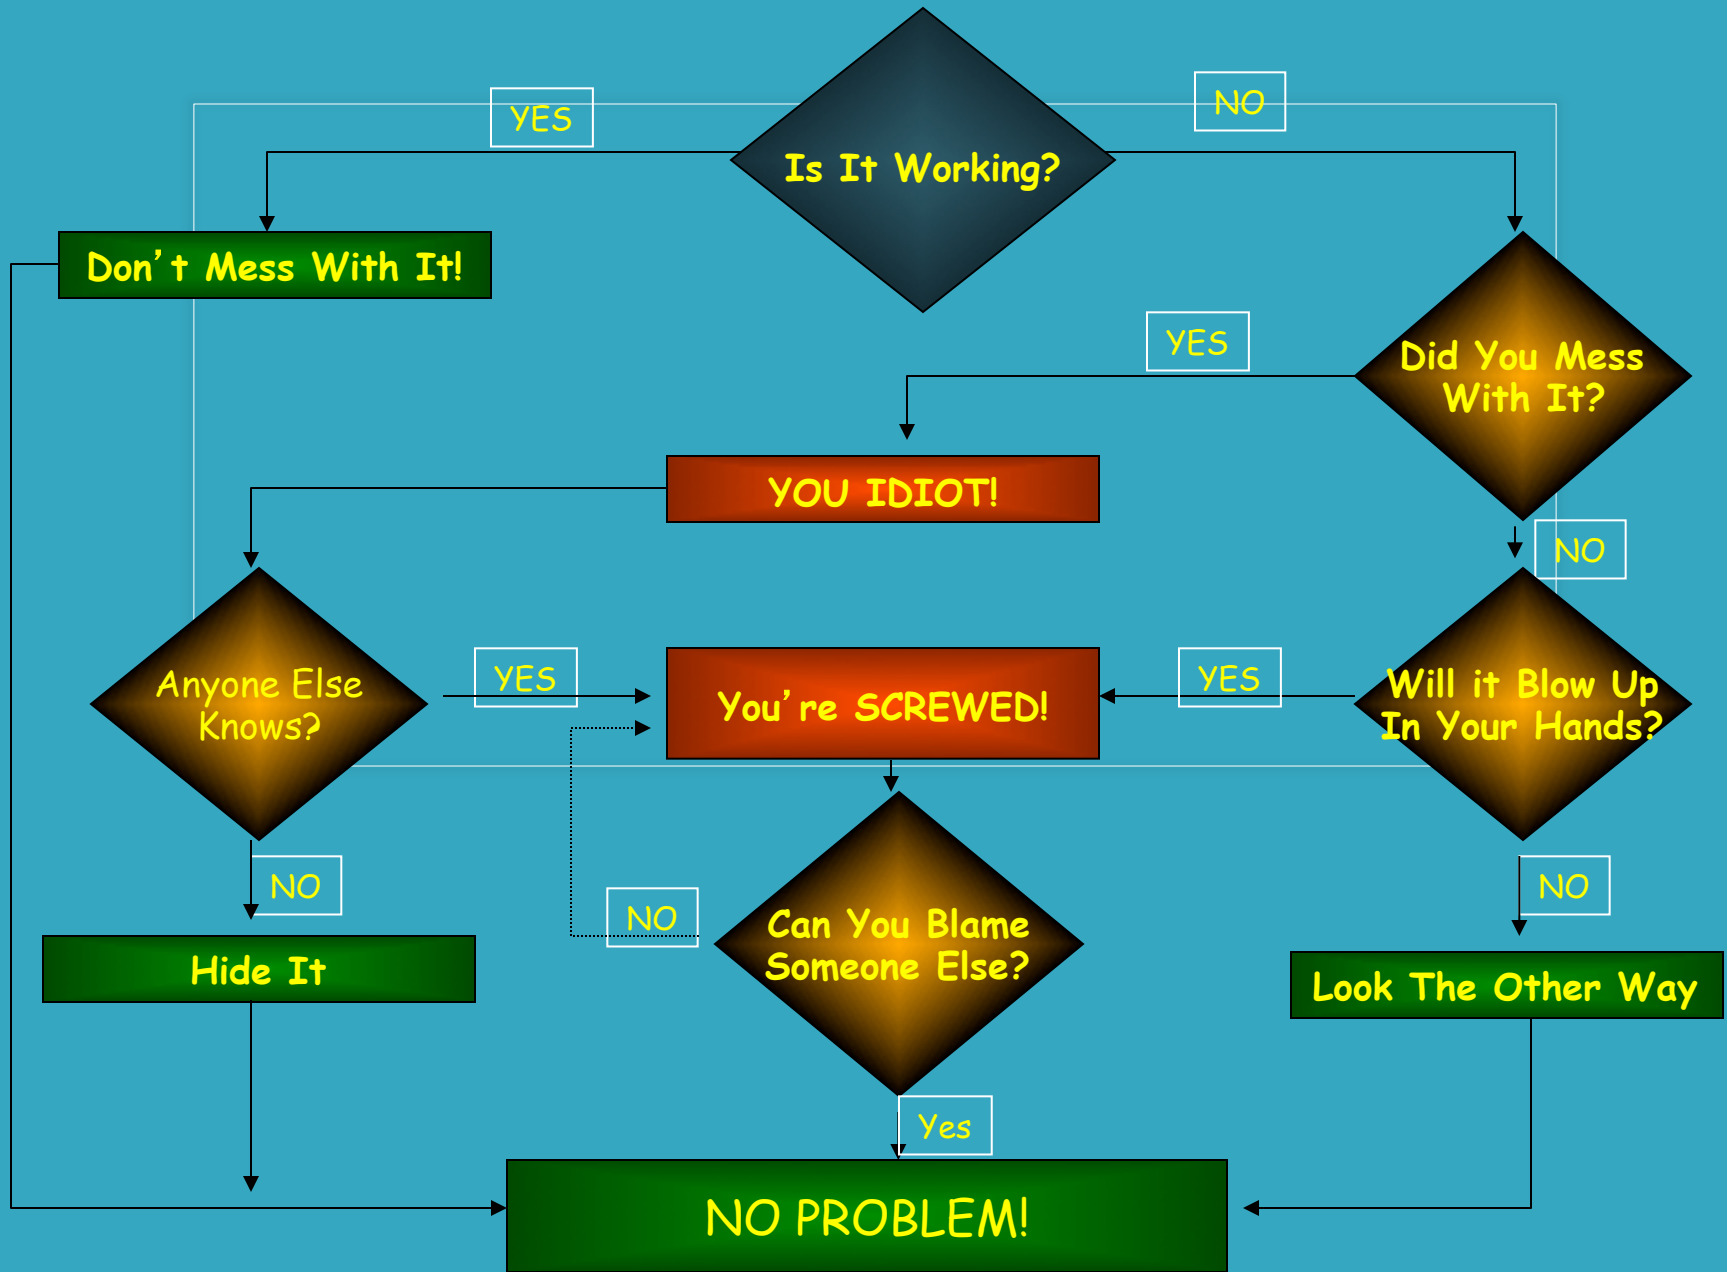 YES
NO
Is It Working?
Don't Mess With It!
YES
Did You Mess
With It?
YOU IDIOT!
NO
Anyone Else
Knows?
YES
You're SCREWED!
YES
Will it Blow Up
In Your Hands?
NO
NO
Can You Blame
Someone Else?
NO
Hide It
Look The Other Way
Yes
NO PROBLEM!